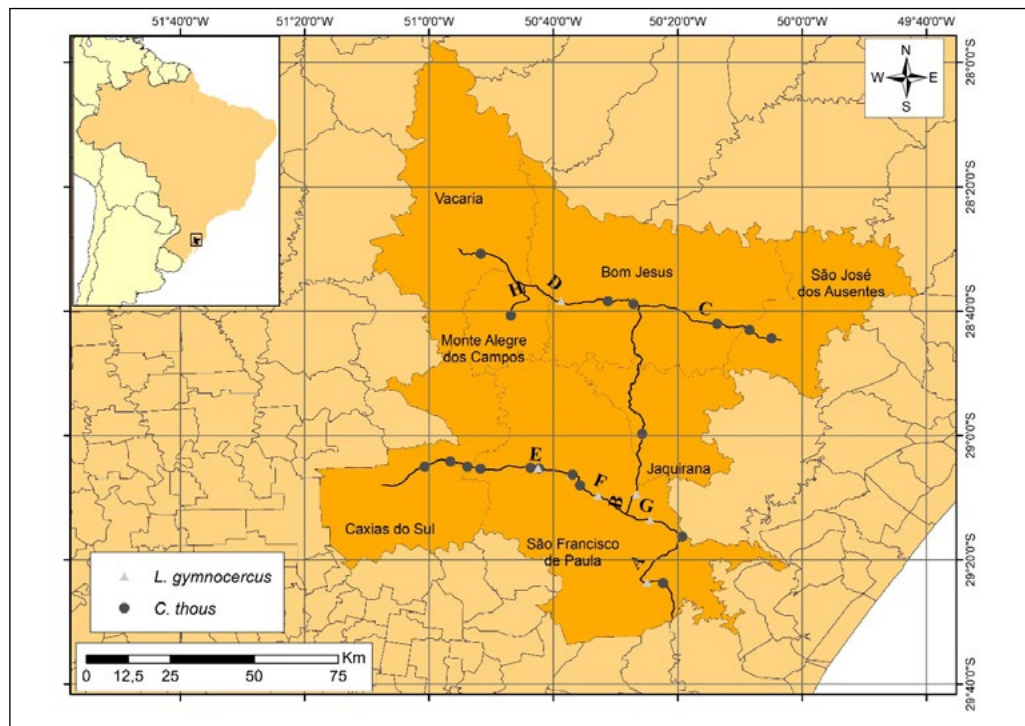 51°40'0"W 51°20'0"W 51°0'0"W 50°40'0"W 50°20'0"W 50°0'0"W 49°40'0"W
N
W E
S
28°0'0"S
28°20'0"S
28°40'0"S
29°0'0"S
29°20'0"S
29°40'0"S
Vacaria
Bom Jesus
São José
dos Ausentes
H D C
Monte Alegre
dos Campos
E
Jaquirana
F
B G
Caxias do Sul
São Francisco
de Paula
A
L. gymnocercus
C. thous
Km
0 12,5 25 50 75